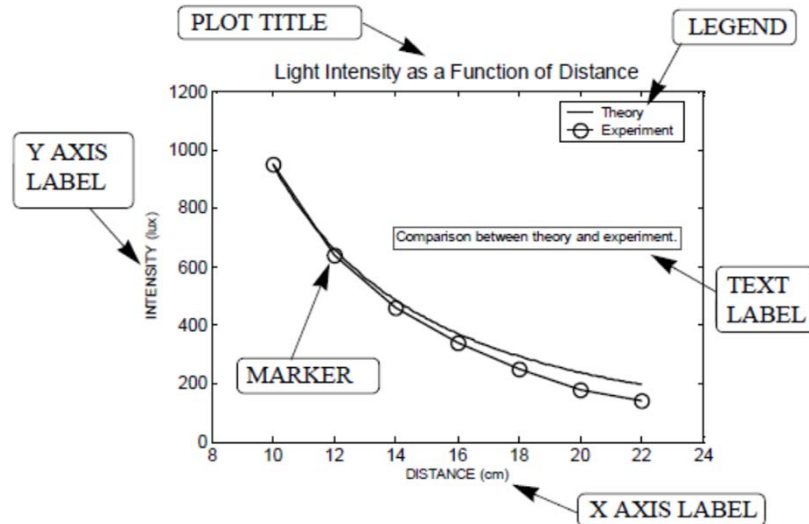 PLOT TITLE
LEGEND
Light Intensity as a Function of Distance
1200
Theory
Experiment
Y AXIS
LABEL
1000
800
Comparison between theory and experiment.
INTENSITY (lux)
600
TEXT
LABEL
400
MARKER
200
0
8
10
12
14
16
18
20
22
24
DISTANCE (cm)
X AXIS LABEL